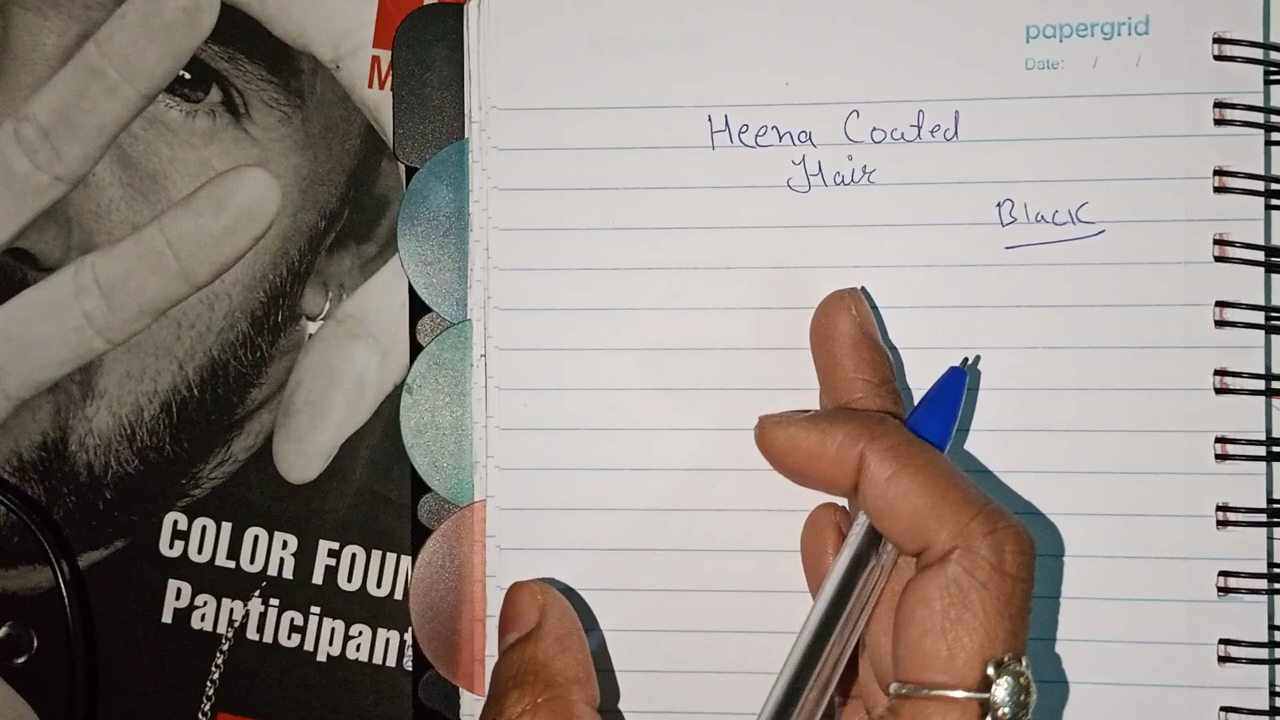 M
COLOR FOUN
Participant
papergrid
Date: / /
Heena Coated
Hair
Black